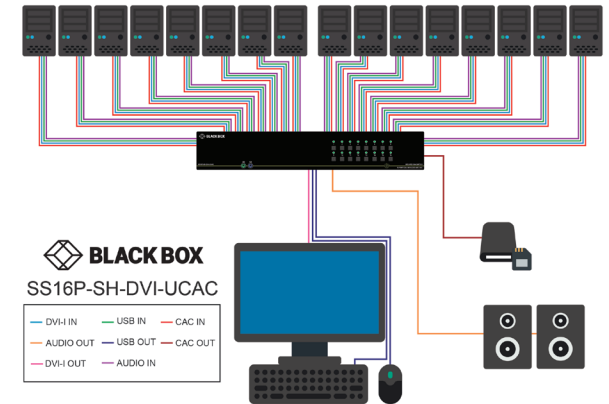 BLACK BOX
BLACK BOX
SS16P-SH-DVI-UCAC
DVI-I IN
USB IN
CAC IN
AUDIO OUT
USB OUT
CAC OUT
DVI-I OUT
AUDIO IN